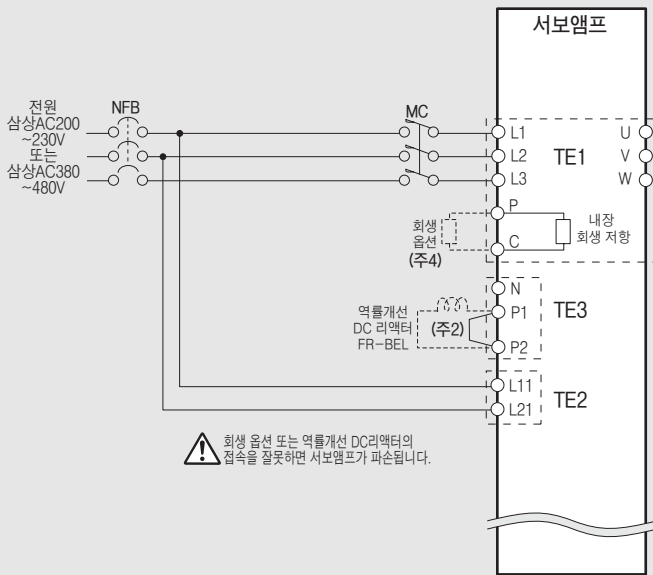 서보앰프
전원
삼상AC200
~230V
또는
삼상AC380
~480V
NFB
MC
L1
L2
L3
TE1
U
V
W
P
C
회생
옵션
(주4)
내장
회생 저항
N
P1
P2
TE3
역률개선
DC 리액터
FR-BEL
(주2)
L11
L21
TE2
회생 옵션 또는 역률개선 DC리액터의
접속을 잘못하면 서보앰프가 파손됩니다.